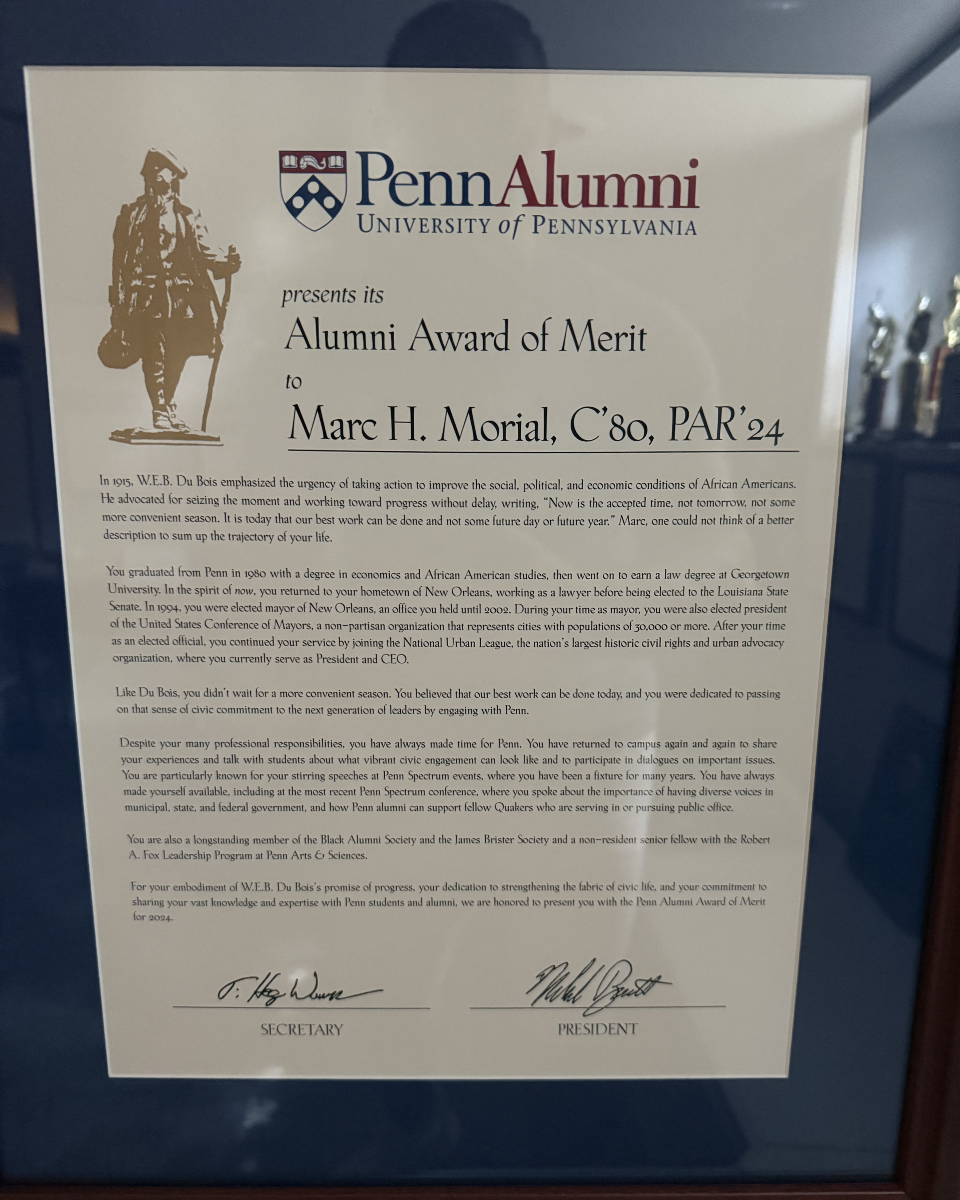 PennAlumni
UNIVERSITY of PENNSYLVANIA
presents its
Alumni Award of Merit
to
Marc H. Morial, C'80, PAR'24
In 1915, W.E.B. Du Bois emphasized the urgency of taking action to improve the social, political, and economic conditions of African Americans.
He advocated for seizing the moment and working toward progress without delay, writing, "Now is the accepted time, not tomorrow, not some
more convenient season. It is today that our best work can be done and not some future day or future year." Marc, one could not think of a better
description to sum up the trajectory of your life.
You graduated from Penn in 1980 with a degree in economics and African American studies, then went on to earn a law degree at Georgetown
University. In the spirit of now, you returned to your hometown of New Orleans, working as a lawyer before being elected to the Louisiana State
Senate. In 1994, you were elected mayor of New Orleans, an office you held until 2002. During your time as mayor, you were also elected president
of the United States Conference of Mayors, a non-partisan organization that represents cities with populations of 30,000 or more. After your time
as an elected official, you continued your service by joining the National Urban League, the nation's largest historic civil rights and urban advocacy
organization, where you currently serve as President and CEO.
Like Du Bois, you didn't wait for a more convenient season. You believed that our best work can be done today, and you were dedicated to passing
on that sense of civic commitment to the next generation of leaders by engaging with Penn.
Despite your many professional responsibilities, you have always made time for Penn. You have returned to campus again and again to share
your experiences and talk with students about what vibrant civic engagement can look like and to participate in dialogues on important issues.
You are particularly known for your stirring speeches at Penn Spectrum events, where you have been a fixture for many years. You have always
made yourself available, including at the most recent Penn Spectrum conference, where you spoke about the importance of having diverse voices in
municipal, state, and federal government, and how Penn alumni can support fellow Quakers who are serving in or pursuing public office.
You are also a longstanding member of the Black Alumni Society and the James Brister Society and a non-resident senior fellow with the Robert
A. Fox Leadership Program at Penn Arts & Sciences.
For your embodiment of W.E.B. Du Bois's promise of progress, your dedication to strengthening the fabric of civic life, and your commitment to
sharing your vast knowledge and expertise with Penn students and alumni, we are honored to present you with the Penn Alumni Award of Merit
for 2024.
SECRETARY
PRESIDENT